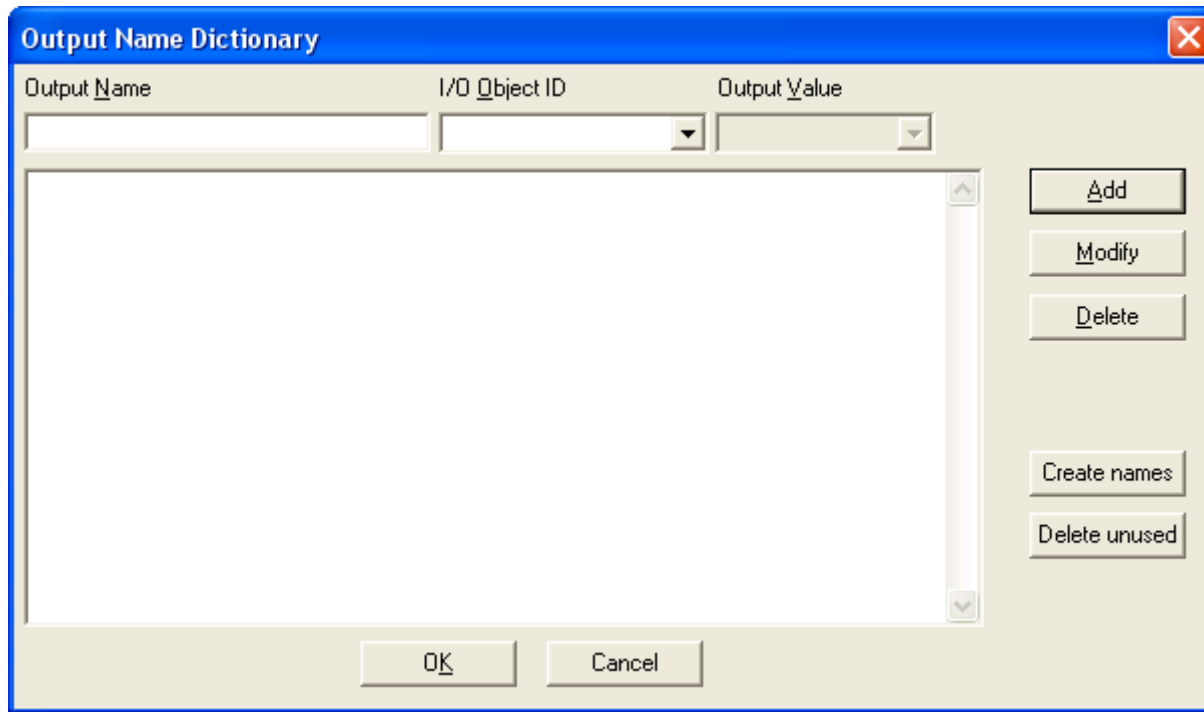 Output Name Dictionary
Output Name
I/O Object ID
Output Value
Add
Modify
Delete
Create names
Delete unused
OK
Cancel